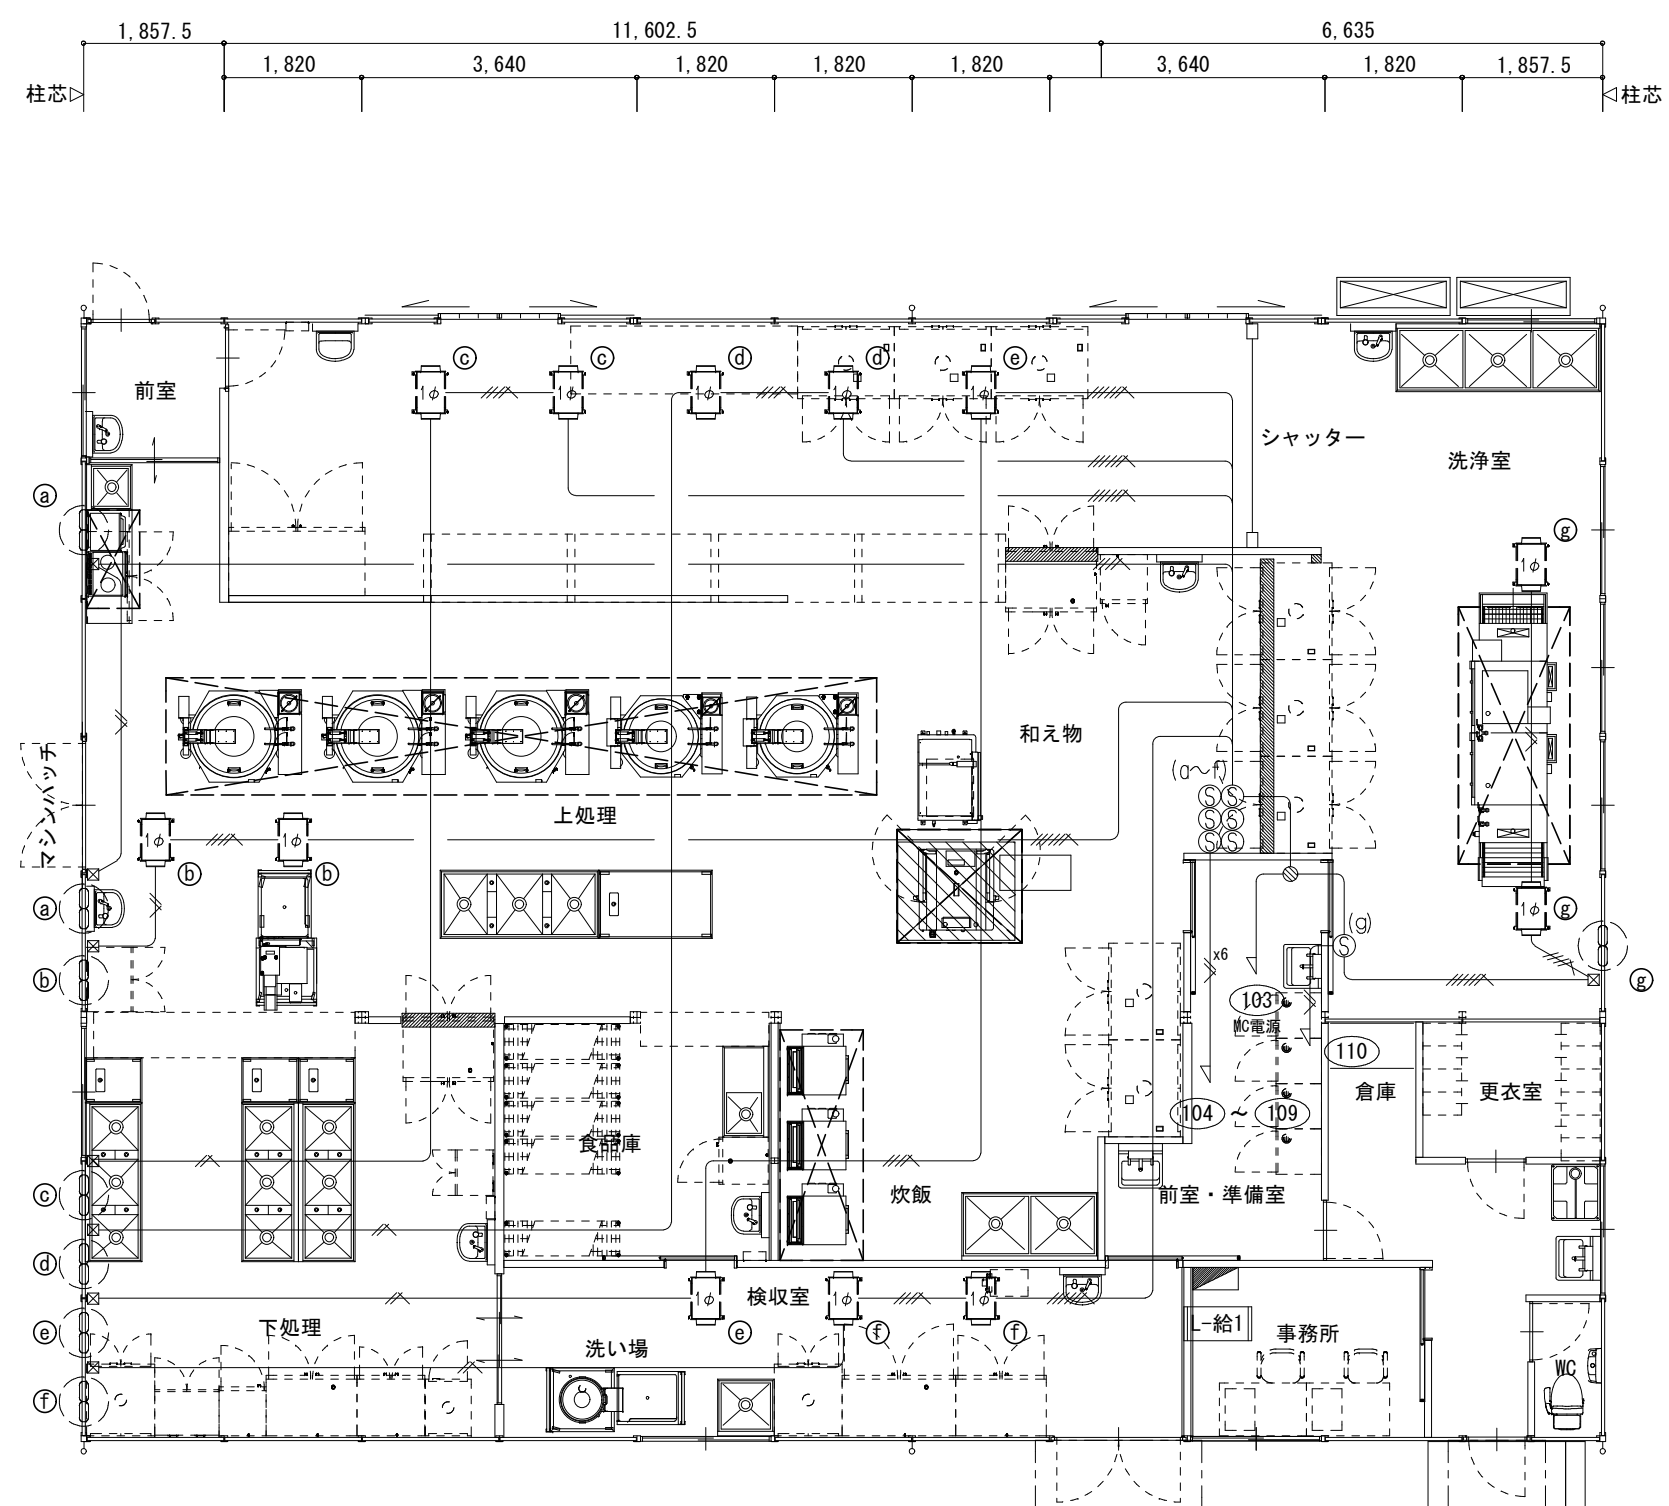 1,857.5 11,602.5 6,635
1,820 3,640 1,820 1,820 1,820 3,640 1,820 1,857.5
柱芯 柱芯
ⓒ ⓒ ⓓ ⓓ ⓔ
1φ 1φ 1φ 1φ 1φ
前室
シャッター
洗浄室
ⓐ
ⓖ
1φ
和え物
マシンハッチ
(a~f)
上処理
Ⓢ Ⓢ
Ⓢ Ⓢ
Ⓢ Ⓢ
1φ 1φ
ⓑ ⓑ
ⓐ
1φ
ⓖ
(g)
Ⓢ
x6
ⓑ
ⓖ
103
MC電源
110
倉庫
更衣室
104 ~ 109
食品庫
炊飯
前室・準備室
ⓒ
ⓓ
1φ 検収室 1φ 1φ
下処理
ⓔ ⓔ ⓕ ⓕ
L-給1
事務所
洗い場
WC
ⓕ